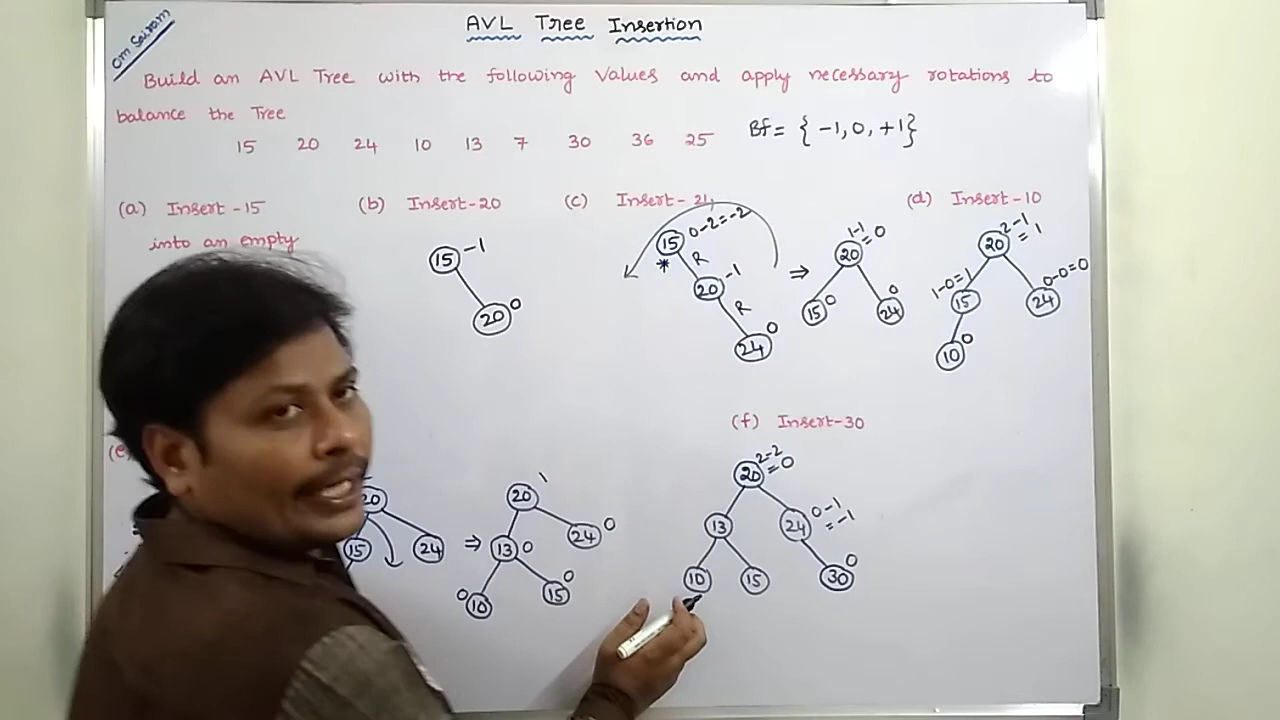 Om Sairam
AVL Tree Insertion
Build an AVL Tree with the following Values and apply necessary rotations to
balance the Tree
15 20 24 10 13 7 30 36 25 Bf = { -1, 0, +1}
(a) Insert -15
into an empty
(b) Insert-20
15 -1
20 0
(c) Insert- 24
15 0-2=-2
*
R
20 -1
R
24 0
⇒
20 1-1=0
15 0
24 0
(d) Insert-10
20 2-1=1
15 1-0=1
24 0-0=0
10 0
(e)
20
15 24
⇒
20 1
13 0
24 0
10 0
15 0
(f) Insert-30
20 2-2=0
13
24 0-1=-1
10 15
30 0